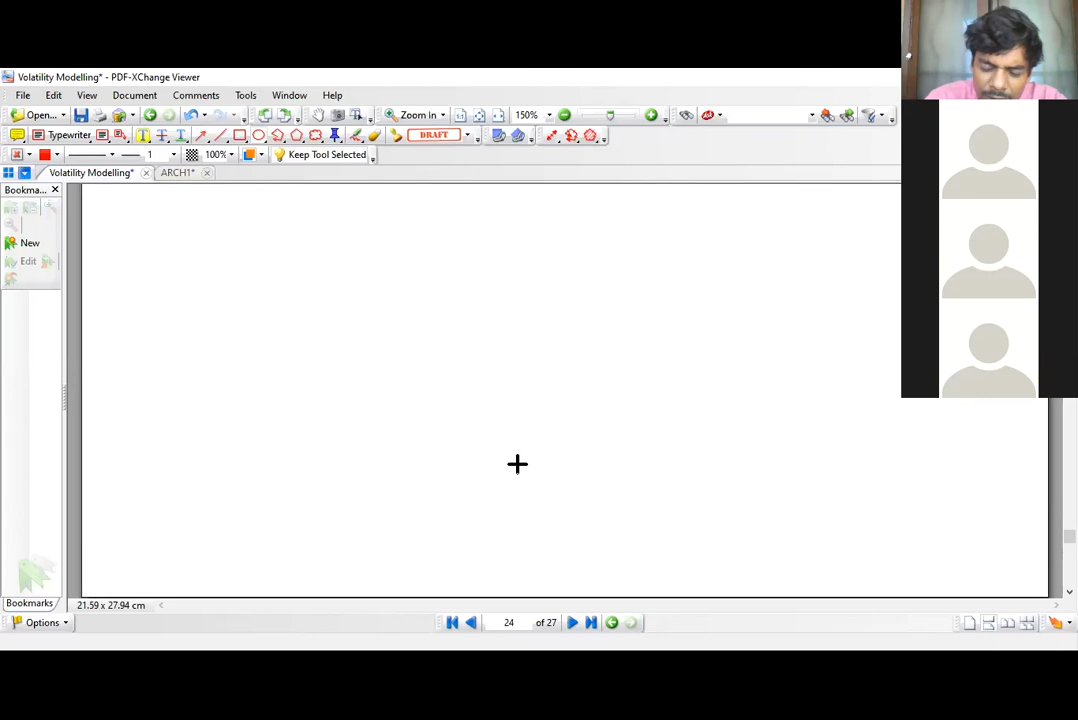 Volatility Modelling* - PDF-XChange Viewer
File Edit View Document Comments Tools Window Help
Open... Zoom In 150%
Typewriter DRAFT
1 100% Keep Tool Selected
Volatility Modelling* ARCH1*
Bookma...
New
Edit
21.59 x 27.94 cm
Bookmarks
Options 24 of 27